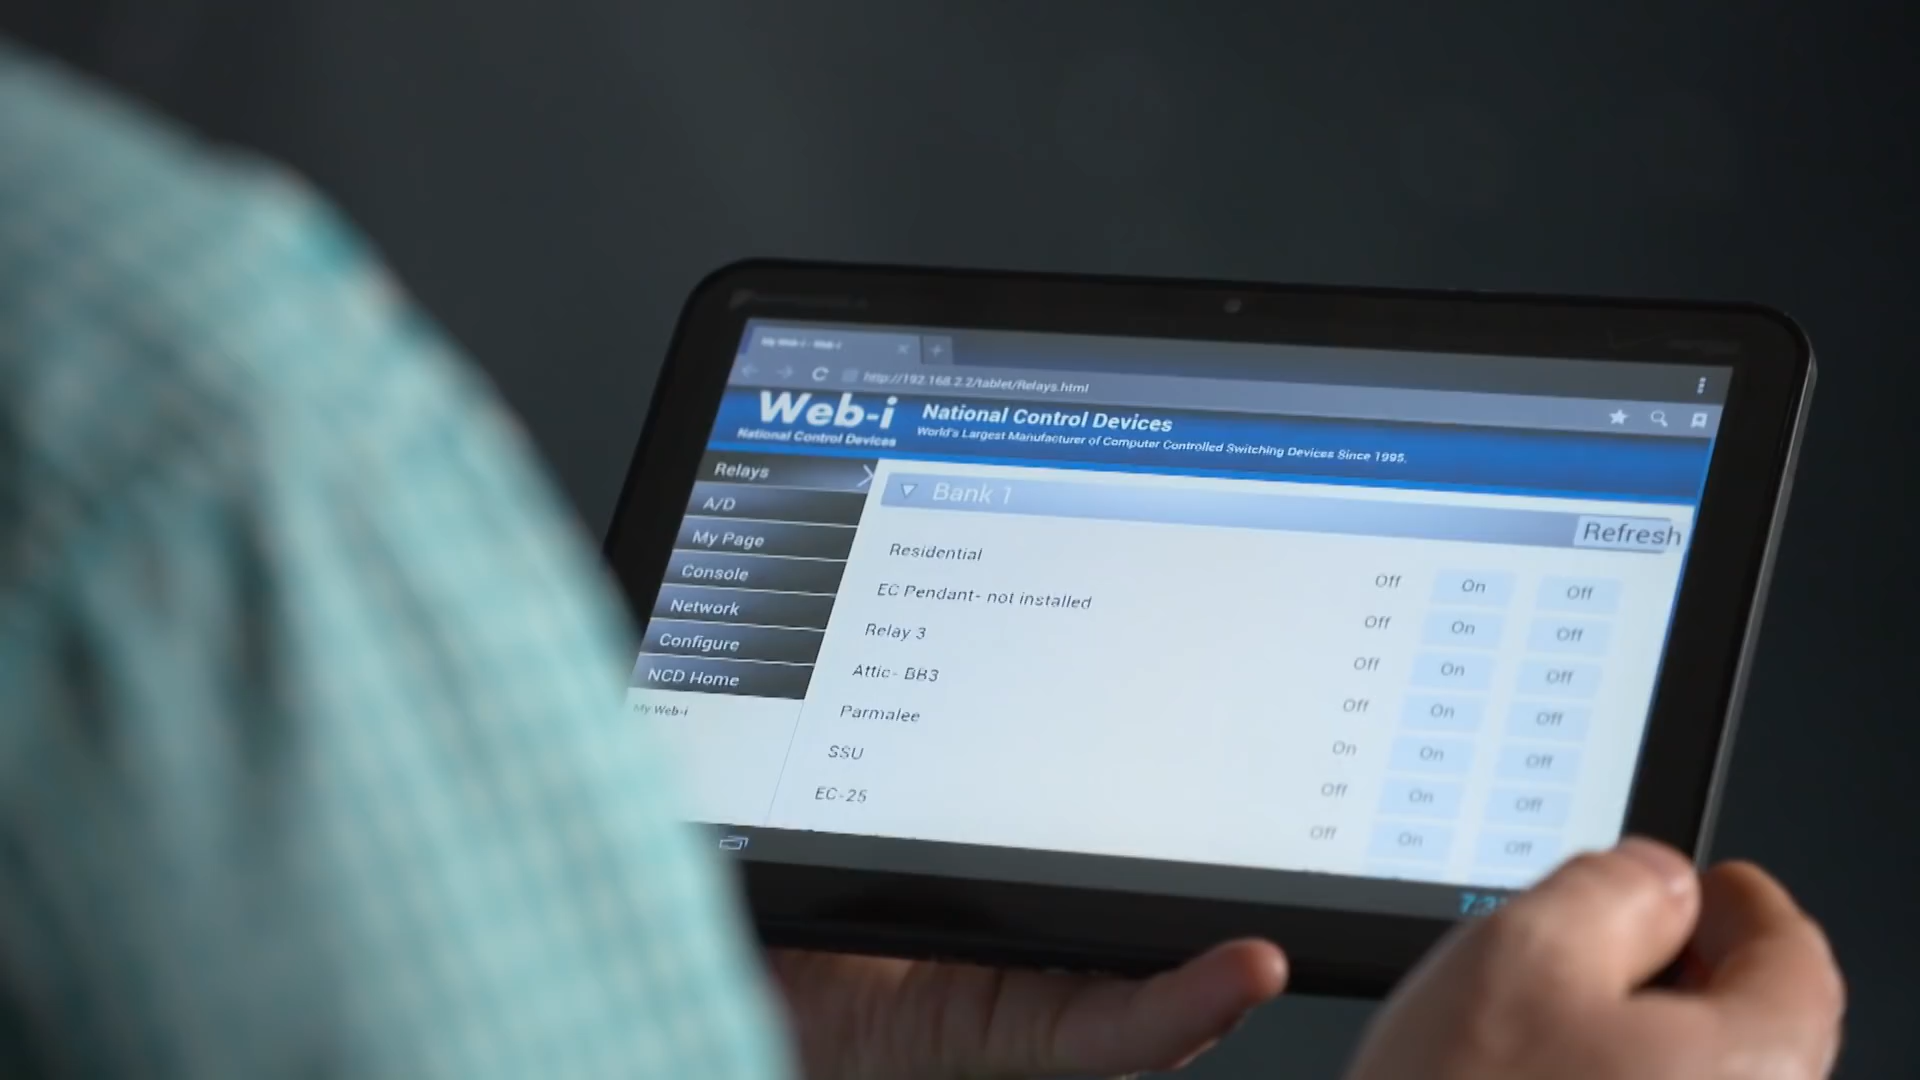 My Web-i - Web-i
http://192.168.2.2/tablet/Relays.html
Web-i
National Control Devices
National Control Devices
World's Largest Manufacturer of Computer Controlled Switching Devices Since 1995.
Relays
A/D
My Page
Console
Network
Configure
NCD Home
My Web-i
Bank 1
Refresh
Residential Off On Off
EC Pendant- not installed Off On Off
Relay 3 Off On Off
Attic- BB3 Off On Off
Parmalee On On Off
SSU Off On Off
EC-25 Off On Off